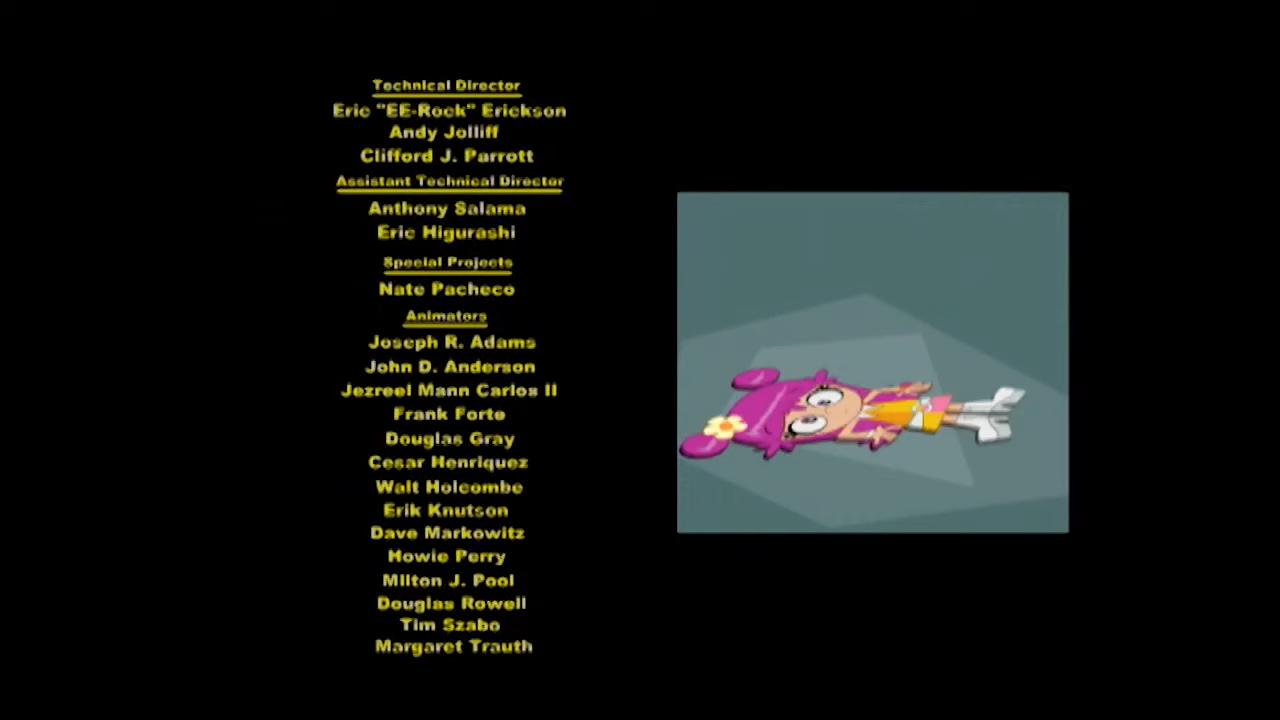 Technical Director
Eric "EE-Rock" Erickson
Andy Jolliff
Clifford J. Parrott
Assistant Technical Director
Anthony Salama
Eric Higurashi
Special Projects
Nate Pacheco
Animators
Joseph R. Adams
John D. Anderson
Jezreel Mann Carlos II
Frank Forte
Douglas Gray
Cesar Henriquez
Walt Holcombe
Erik Knutson
Dave Markowitz
Howie Perry
Milton J. Pool
Douglas Rowell
Tim Szabo
Margaret Trauth